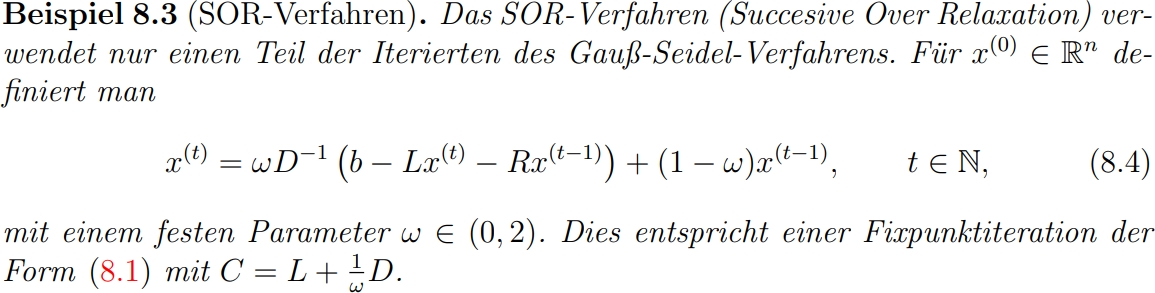 Beispiel 8.3 (SOR-Verfahren). Das SOR-Verfahren (Succesive Over Relaxation) ver-
wendet nur einen Teil der Iterierten des Gauß-Seidel-Verfahrens. Für x^{(0)} ∈ ℝ^n de-
finiert man
x^{(t)} = ωD^{−1} (b − Lx^{(t)} − Rx^{(t−1)}) + (1 − ω)x^{(t−1)}, t ∈ ℕ, (8.4)
mit einem festen Parameter ω ∈ (0, 2). Dies entspricht einer Fixpunktiteration der
Form (8.1) mit C = L + \frac{1}{ω}D.